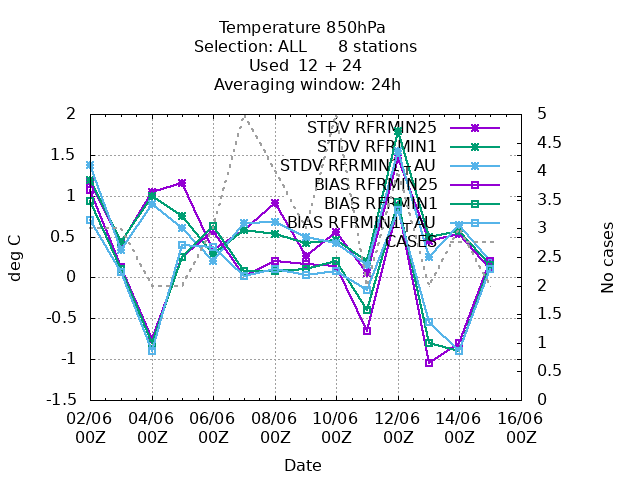 Temperature 850hPa
Selection: ALL      8 stations
Used  12 + 24
Averaging window: 24h
STDV RFRMIN25
STDV RFRMIN1
STDV RFRMIN1-AU
BIAS RFRMIN25
BIAS RFRMIN1
BIAS RFRMIN1-AU
CASES
deg C
2
1.5
1
0.5
0
-0.5
-1
-1.5
No cases
5
4.5
4
3.5
3
2.5
2
1.5
1
0.5
0
02/06 04/06 06/06 08/06 10/06 12/06 14/06 16/06
00Z 00Z 00Z 00Z 00Z 00Z 00Z 00Z
Date